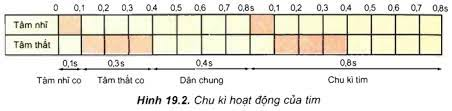 0 0,1 0,2 0,3 0,4 0,5 0,6 0,7 0,8s 0,1 0,2 0,3 0,4 0,5 0,6 0,7 0,8s
Tâm nhĩ
Tâm thất
0,1s 0,3s 0,4s 0,8s
Tâm nhĩ co Tâm thất co Dãn chung Chu kì tim
Hình 19.2. Chu kì hoạt động của tim